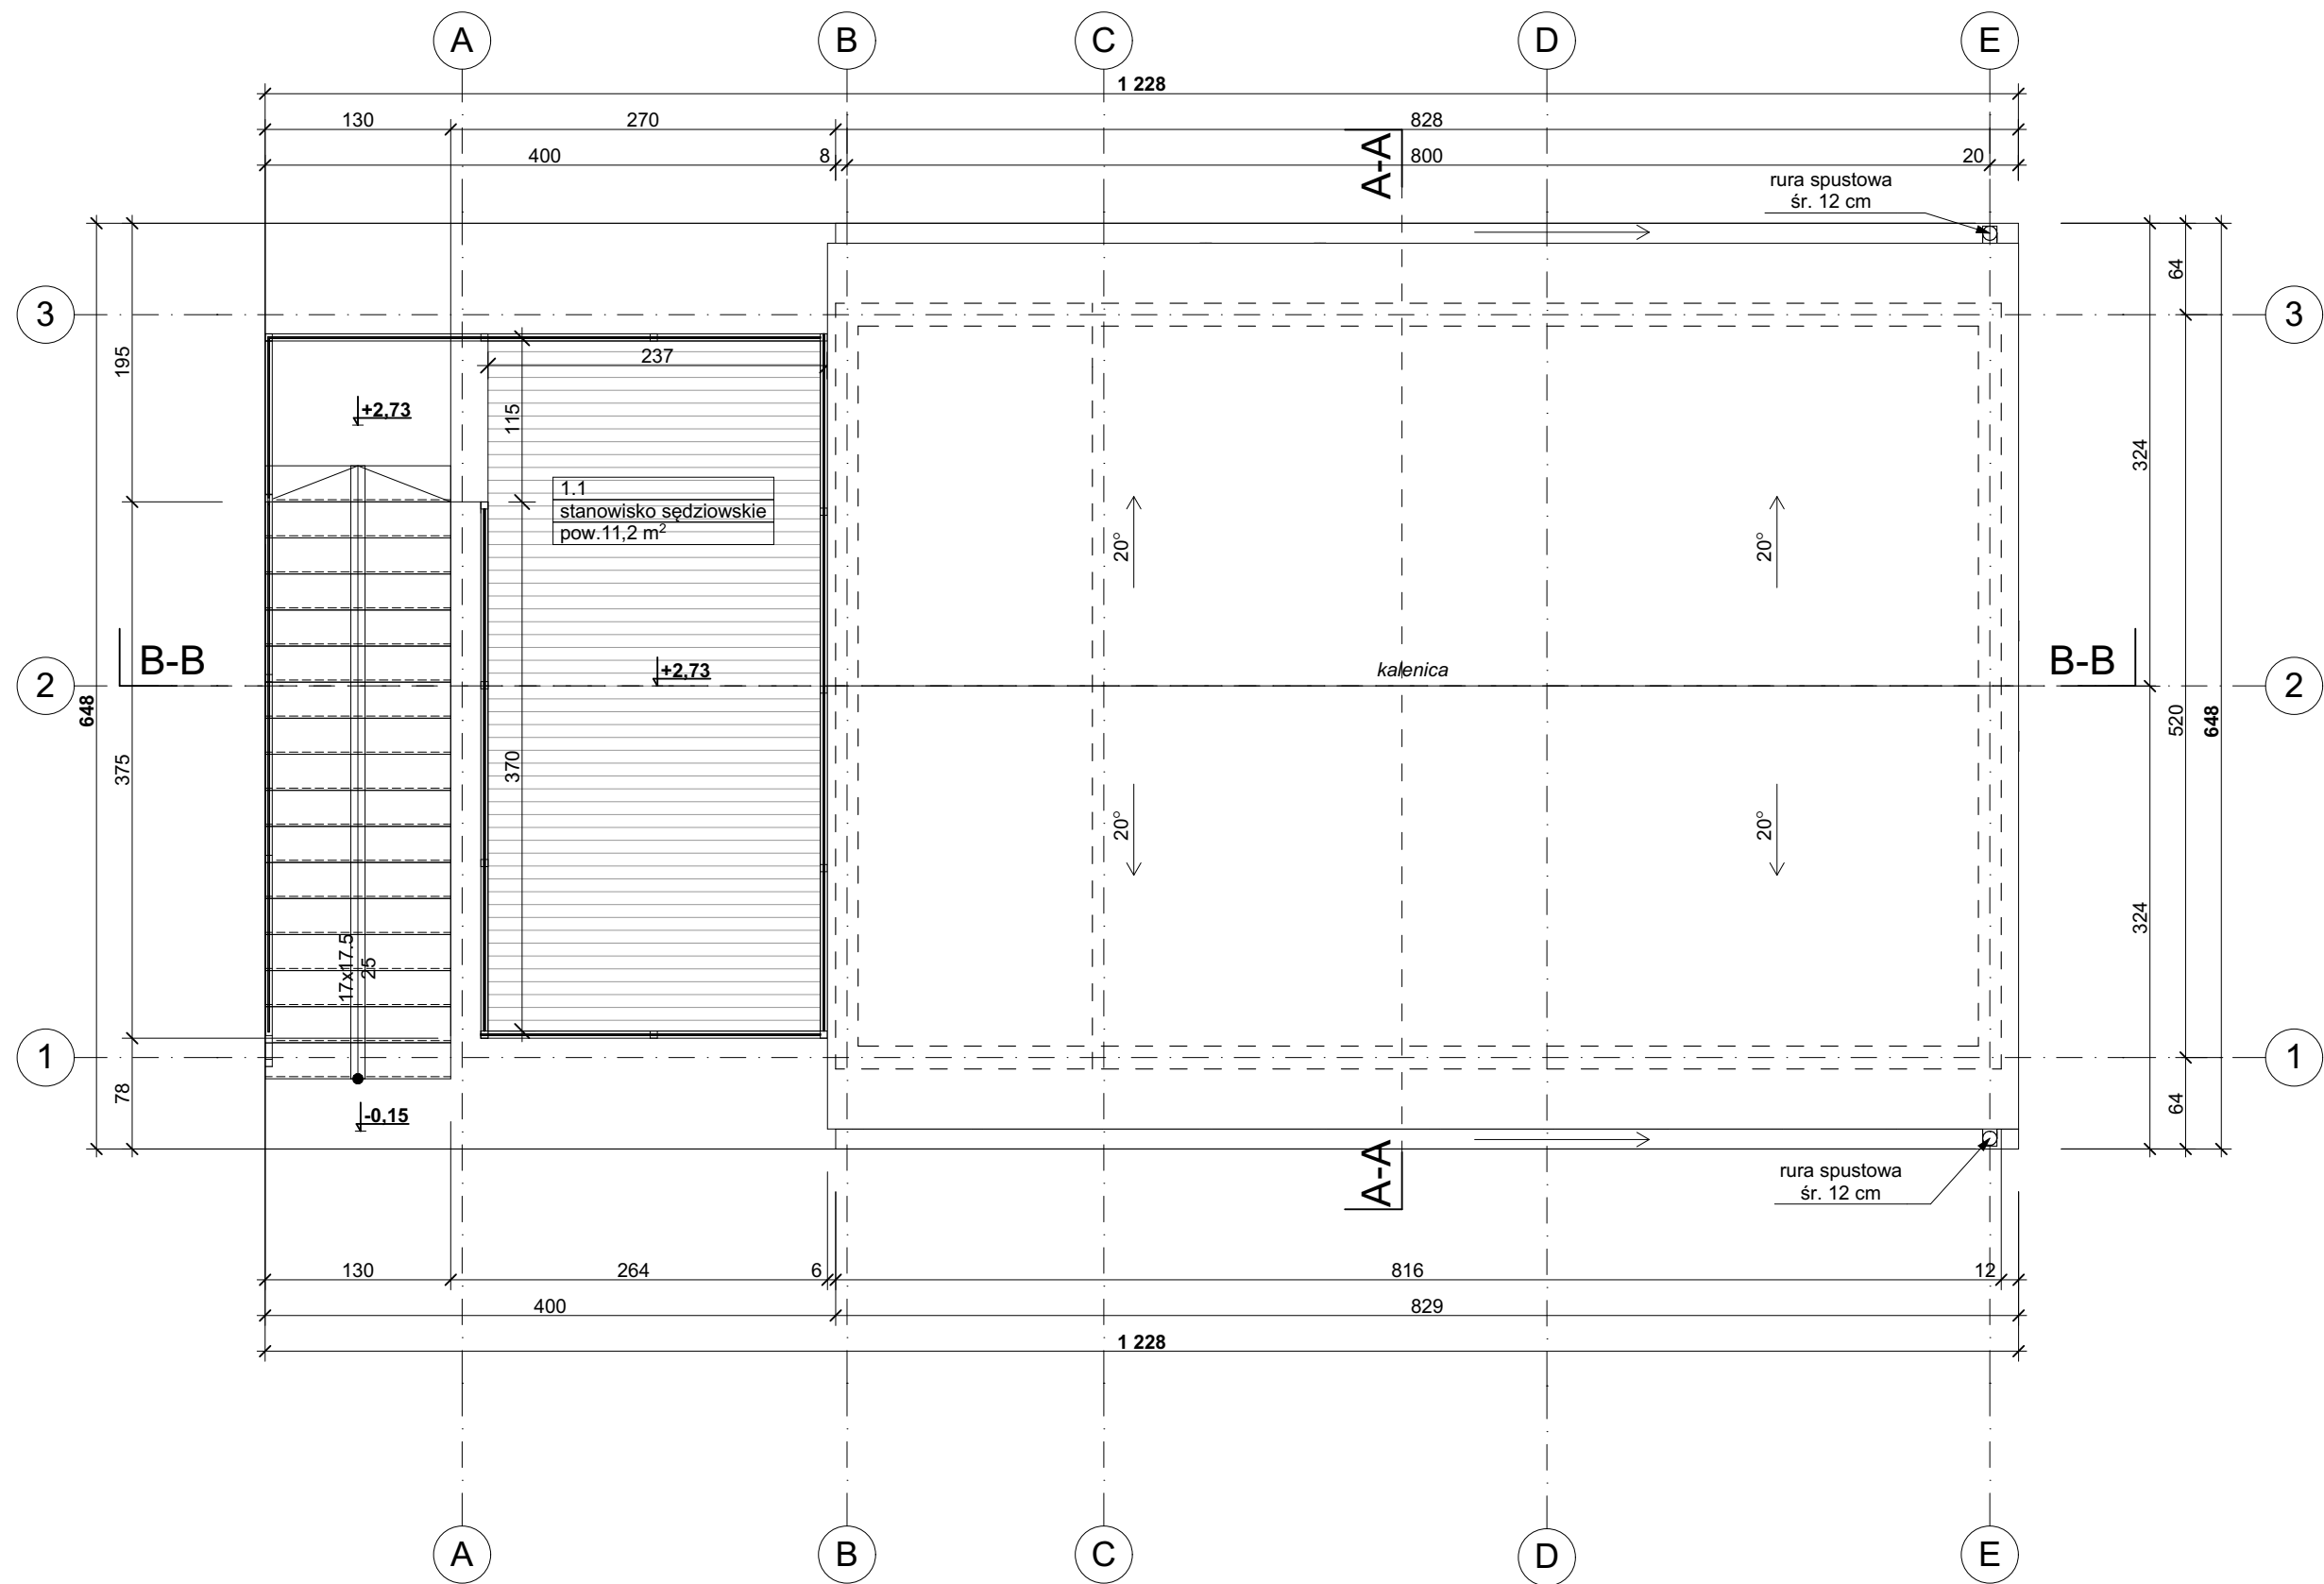 A B C D E
1 228
130 270 828
400 8 800 20
A-A
rura spustowa
śr. 12 cm
64
3 3
195
237
115
+2,73
324
1.1
stanowisko sędziowskie
pow.11,2 m²
20° 20°
B-B B-B
+2,73
kalenica
2 2
648
520
648
375
370
20° 20°
324
17x17.5
25
1 1
78
64
-0,15
A-A
rura spustowa
śr. 12 cm
130 264 6 816 12
400 829
1 228
A B C D E